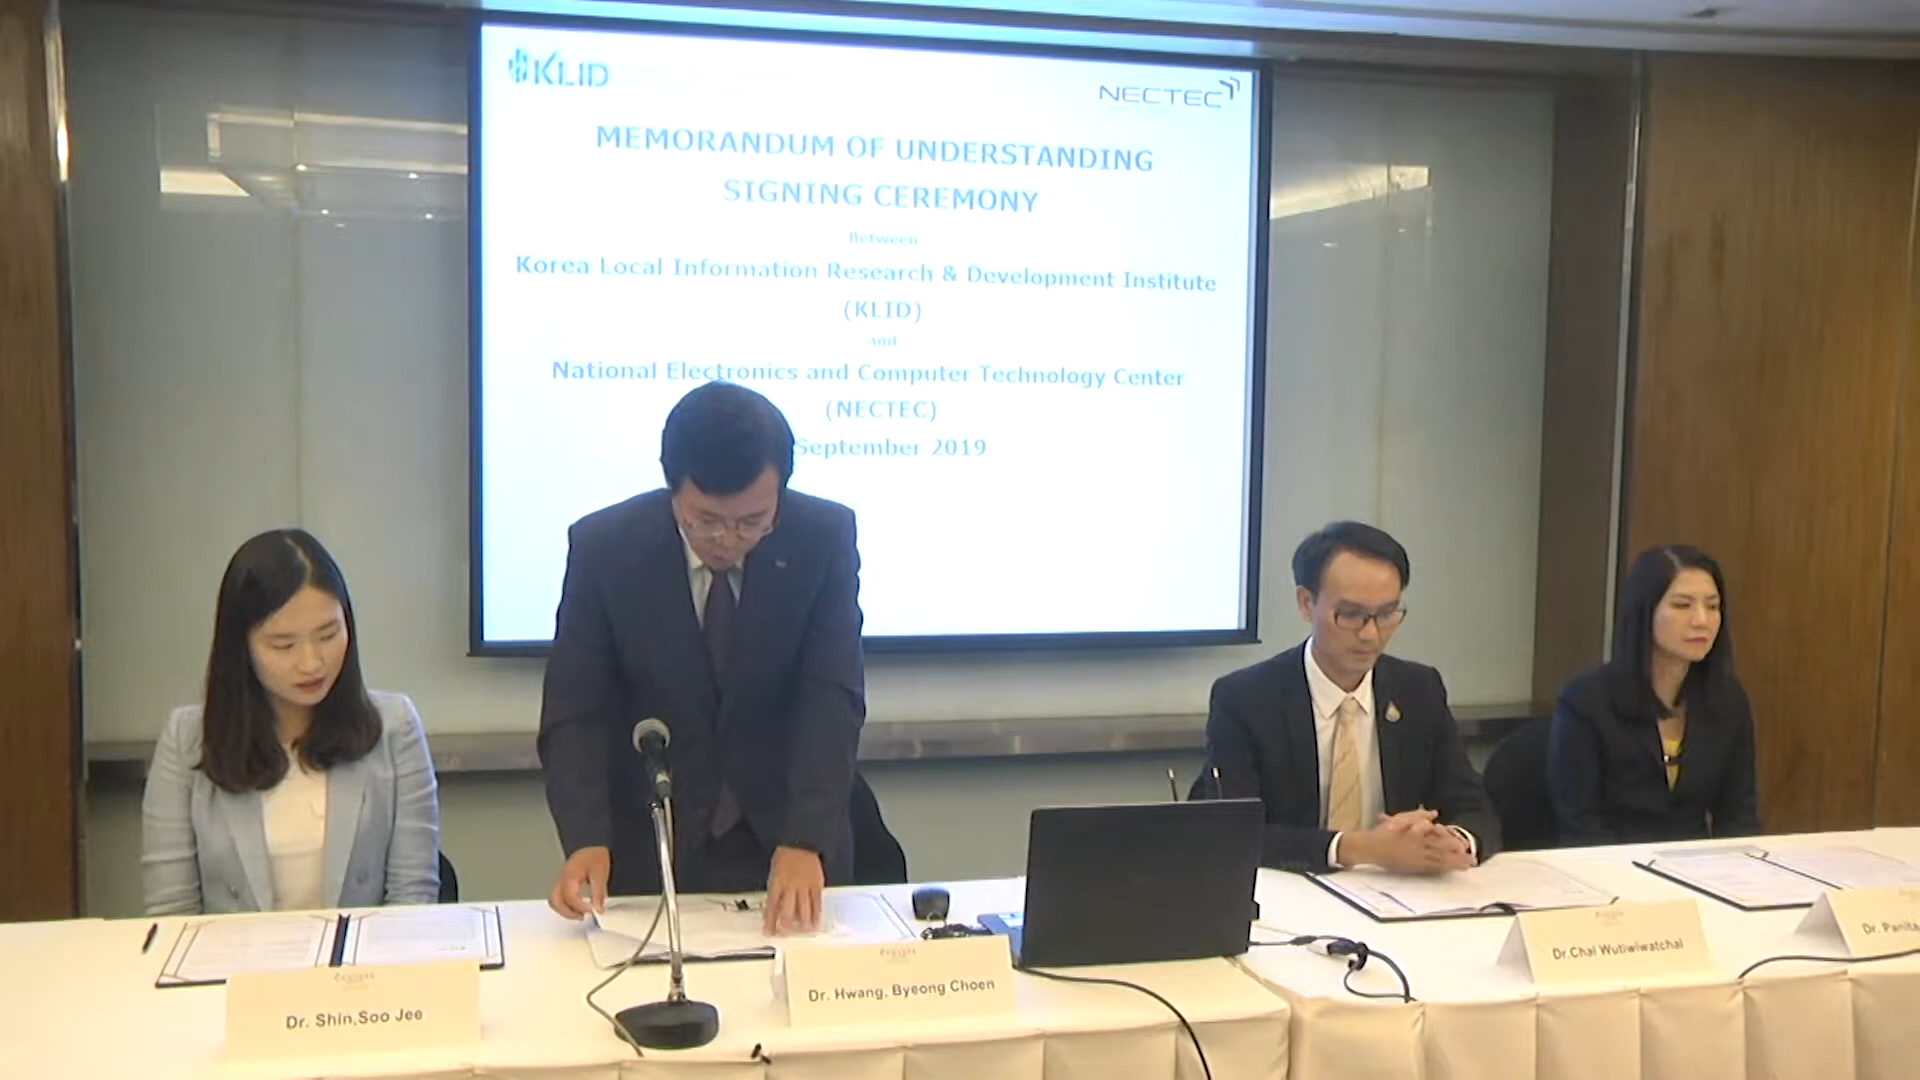 KLID
NECTEC
MEMORANDUM OF UNDERSTANDING
SIGNING CEREMONY
Between
Korea Local Information Research & Development Institute
(KLID)
and
National Electronics and Computer Technology Center
(NECTEC)
September 2019
Dr. Shin,Soo Jee
Dr. Hwang, Byeong Choen
Dr.Chai Wutiwiwatchai
Dr. Panita